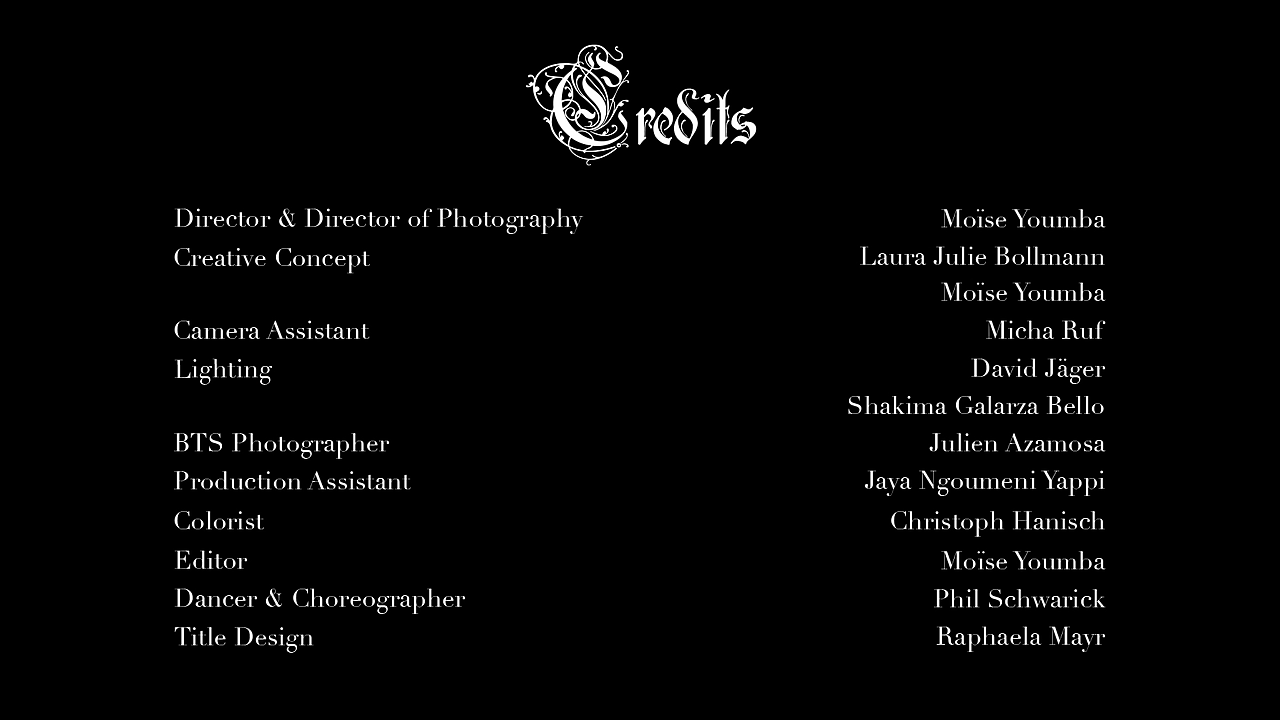 Credits
Director & Director of Photography Moïse Youmba
Creative Concept Laura Julie Bollmann
Moïse Youmba
Camera Assistant Micha Ruf
Lighting David Jäger
Shakima Galarza Bello
BTS Photographer Julien Azamosa
Production Assistant Jaya Ngoumeni Yappi
Colorist Christoph Hanisch
Editor Moïse Youmba
Dancer & Choreographer Phil Schwarick
Title Design Raphaela Mayr